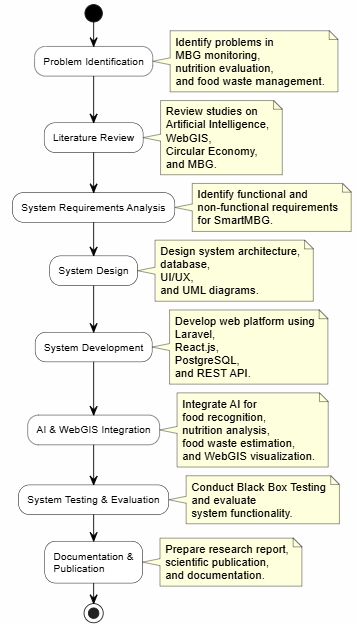 Problem Identification
Identify problems in
MBG monitoring,
nutrition evaluation,
and food waste management.
Literature Review
Review studies on
Artificial Intelligence,
WebGIS,
Circular Economy,
and MBG.
System Requirements Analysis
Identify functional and
non-functional requirements
for SmartMBG.
System Design
Design system architecture,
database,
UI/UX,
and UML diagrams.
System Development
Develop web platform using
Laravel,
React.js,
PostgreSQL,
and REST API.
AI & WebGIS Integration
Integrate AI for
food recognition,
nutrition analysis,
food waste estimation,
and WebGIS visualization.
System Testing & Evaluation
Conduct Black Box Testing
and evaluate
system functionality.
Documentation &
Publication
Prepare research report,
scientific publication,
and documentation.